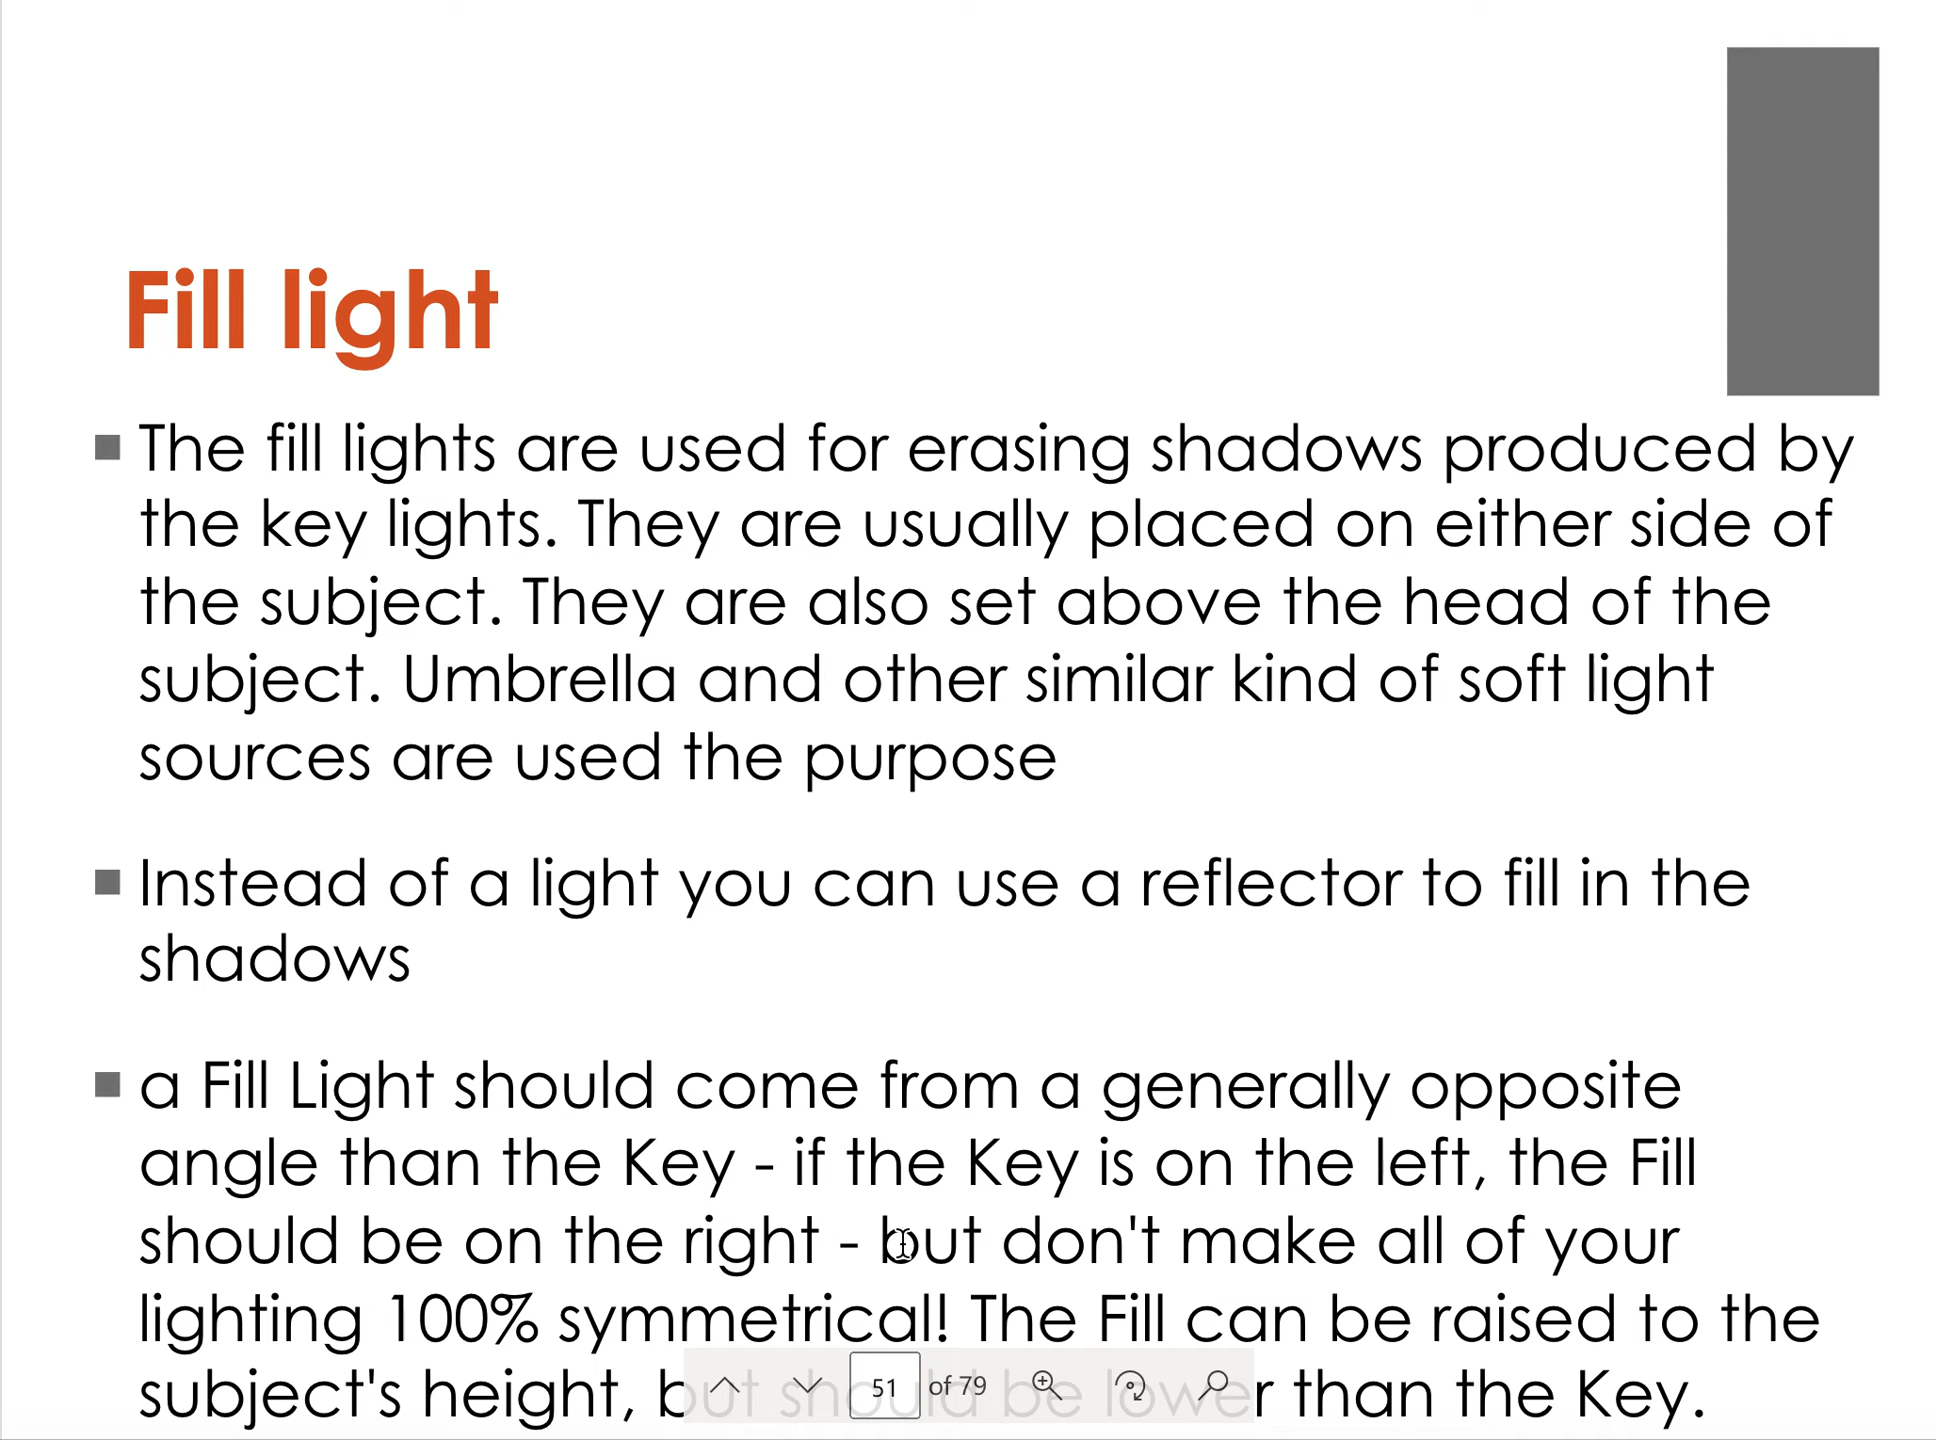 Fill light
The fill lights are used for erasing shadows produced by
the key lights. They are usually placed on either side of
the subject. They are also set above the head of the
subject. Umbrella and other similar kind of soft light
sources are used the purpose
Instead of a light you can use a reflector to fill in the
shadows
a Fill Light should come from a generally opposite
angle than the Key - if the Key is on the left, the Fill
should be on the right - but don't make all of your
lighting 100% symmetrical! The Fill can be raised to the
subject's height, but should be lower than the Key.
51 of 79